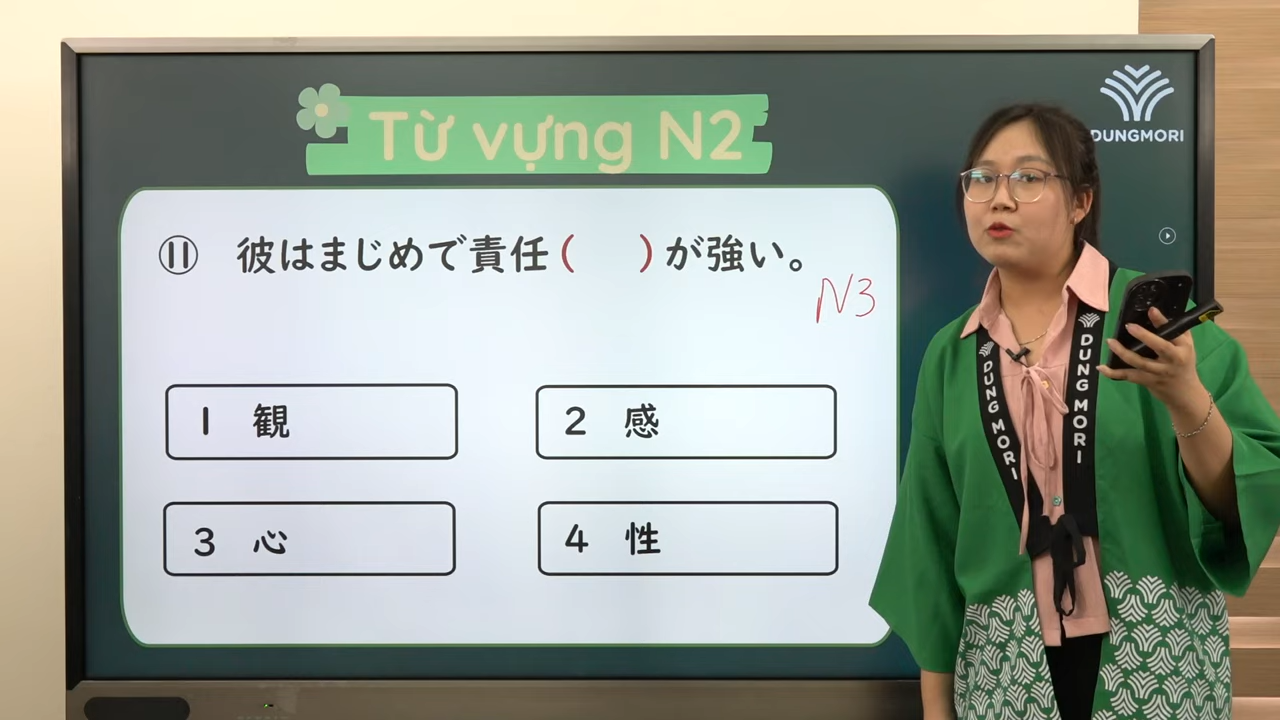 Từ vựng N2
DUNGMORI
⑪ 彼はまじめで責任( )が強い。
N3
1 観
2 感
3 心
4 性
DUNG MORI
DUNG MORI